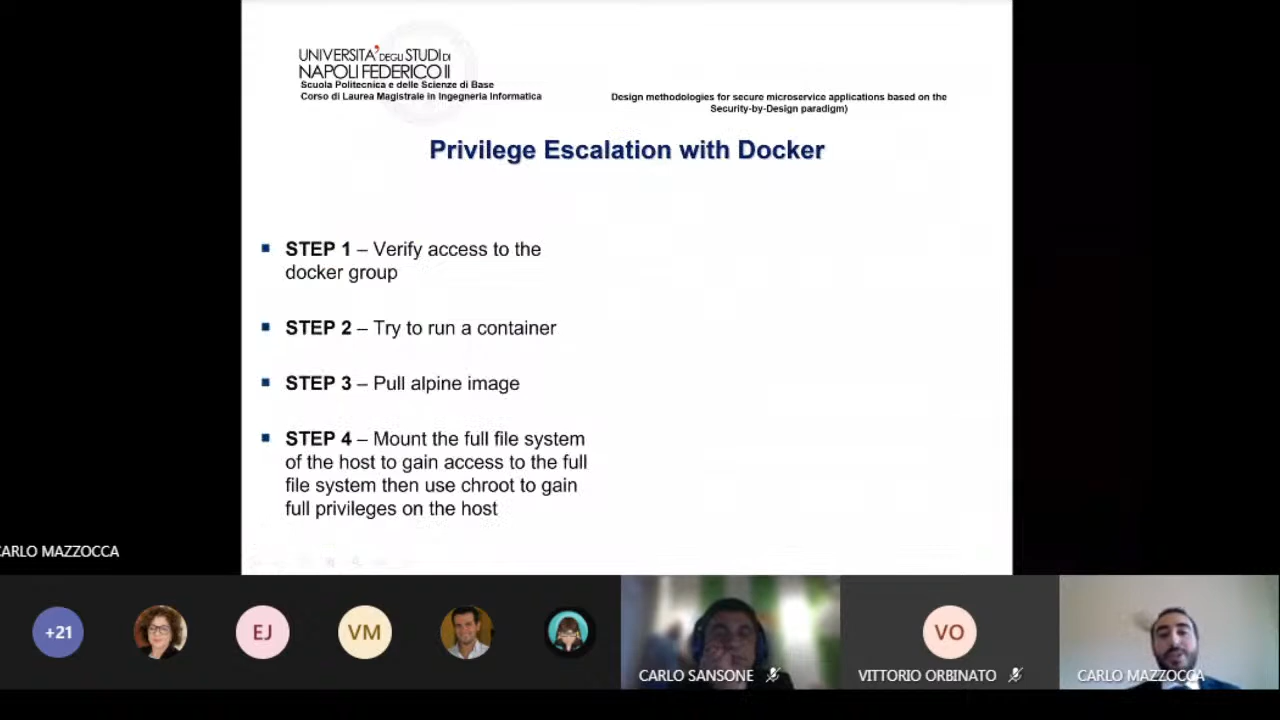 UNIVERSITA' DEGLI STUDI DI
NAPOLI FEDERICO II
Scuola Politecnica e delle Scienze di Base
Corso di Laurea Magistrale in Ingegneria Informatica
Design methodologies for secure microservice applications based on the
Security-by-Design paradigm)
Privilege Escalation with Docker
STEP 1 – Verify access to the
docker group
STEP 2 – Try to run a container
STEP 3 – Pull alpine image
STEP 4 – Mount the full file system
of the host to gain access to the full
file system then use chroot to gain
full privileges on the host
CARLO MAZZOCCA
+21
EJ
VM
CARLO SANSONE
VO
VITTORIO ORBINATO
CARLO MAZZOCCA